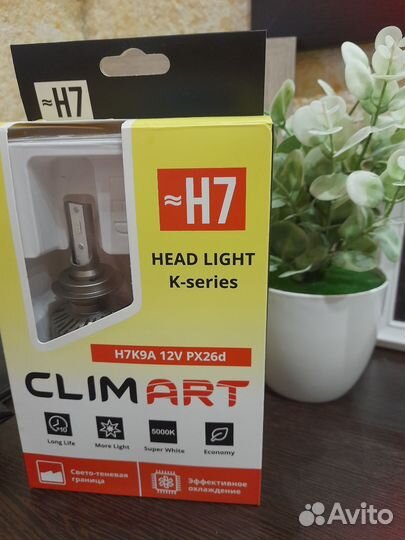 ≈H7
≈H7
HEAD LIGHT
K-series
H7K9A 12V PX26d
CLIMART
x10
5000K
Long Life
More Light
Super White
Economy
Свето-теневая
граница
Эффективное
охлаждение
Avito